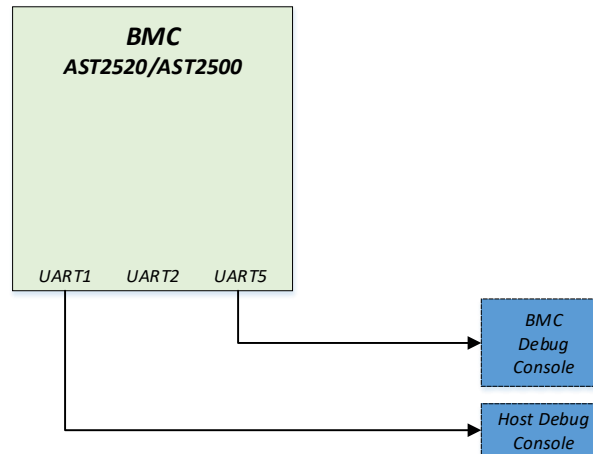 BMC
AST2520/AST2500
UART1 UART2 UART5
BMC
Debug
Console
Host Debug
Console